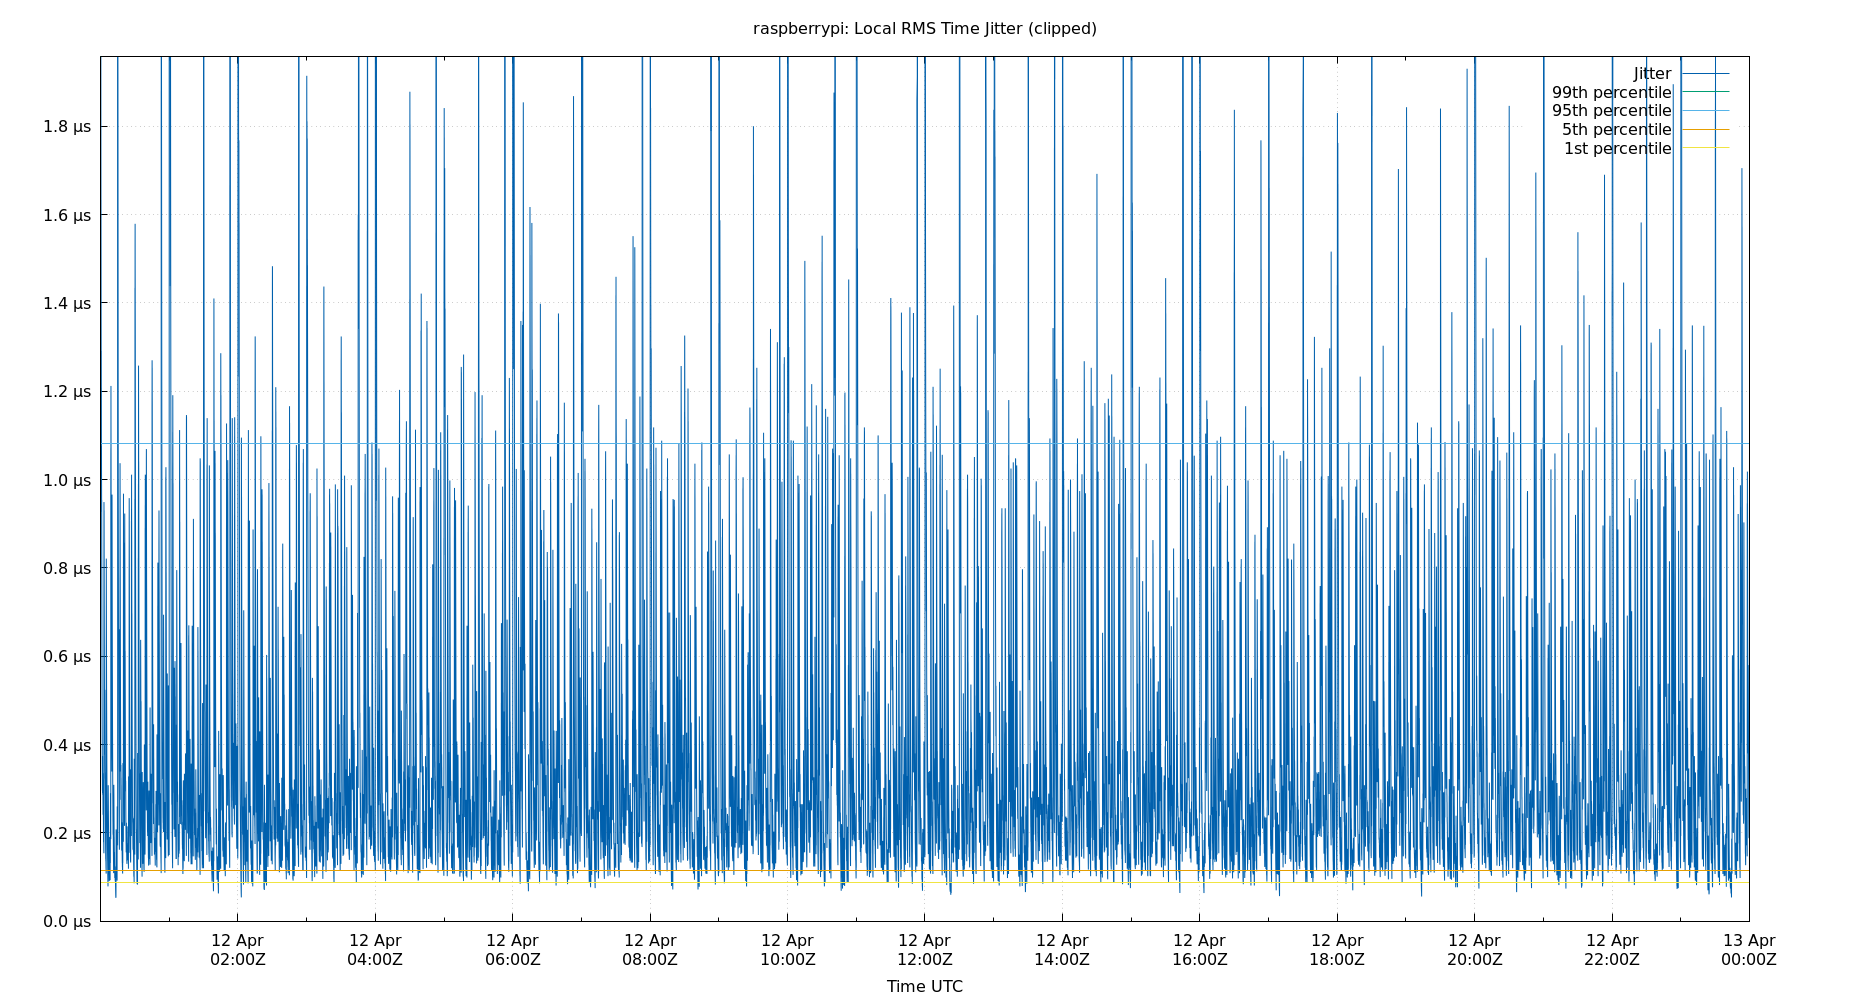 raspberrypi: Local RMS Time Jitter (clipped)
Jitter
99th percentile
95th percentile
5th percentile
1st percentile
1.8 µs
1.6 µs
1.4 µs
1.2 µs
1.0 µs
0.8 µs
0.6 µs
0.4 µs
0.2 µs
0.0 µs
12 Apr 12 Apr 12 Apr 12 Apr 12 Apr 12 Apr 12 Apr 12 Apr 12 Apr 12 Apr 12 Apr 13 Apr
02:00Z 04:00Z 06:00Z 08:00Z 10:00Z 12:00Z 14:00Z 16:00Z 18:00Z 20:00Z 22:00Z 00:00Z
Time UTC